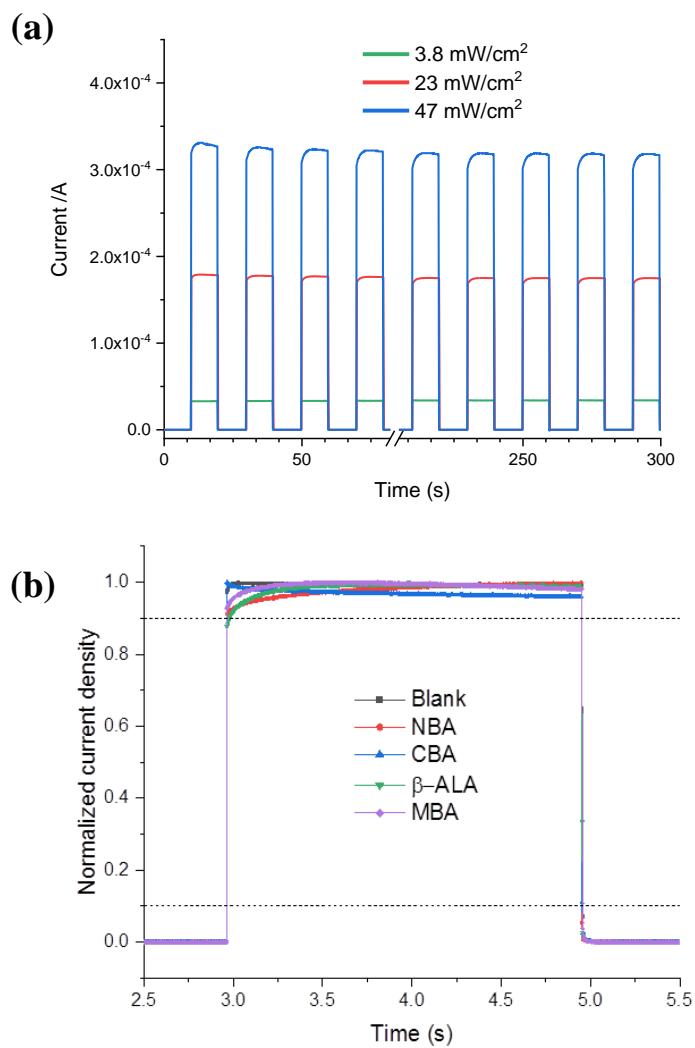 (a)
3.8 mW/cm²
23 mW/cm²
47 mW/cm²
4.0x10⁻⁴
3.0x10⁻⁴
2.0x10⁻⁴
1.0x10⁻⁴
0.0
Current /A
0 50 250 300
Time (s)
(b)
1.0
0.8
0.6
0.4
0.2
0.0
Normalized current density
Blank
NBA
CBA
β–ALA
MBA
2.5 3.0 3.5 4.0 4.5 5.0 5.5
Time (s)